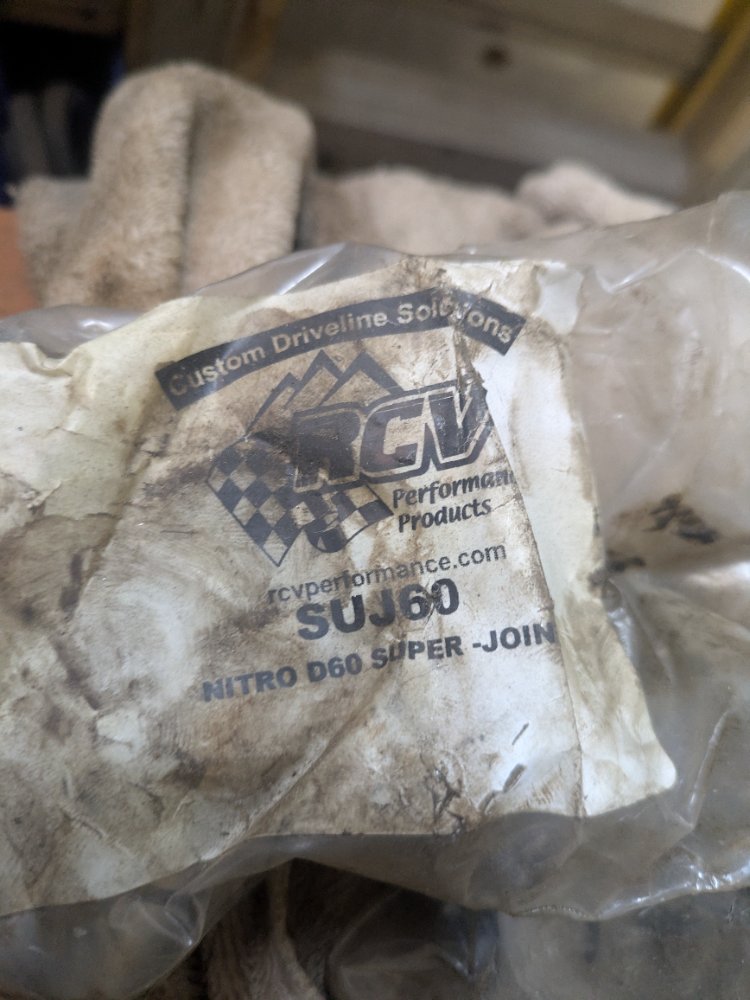 Custom Driveline Solutions
RCV
Performan
Products
rcvperformance.com
SUJ60
NITRO D60 SUPER -JOIN